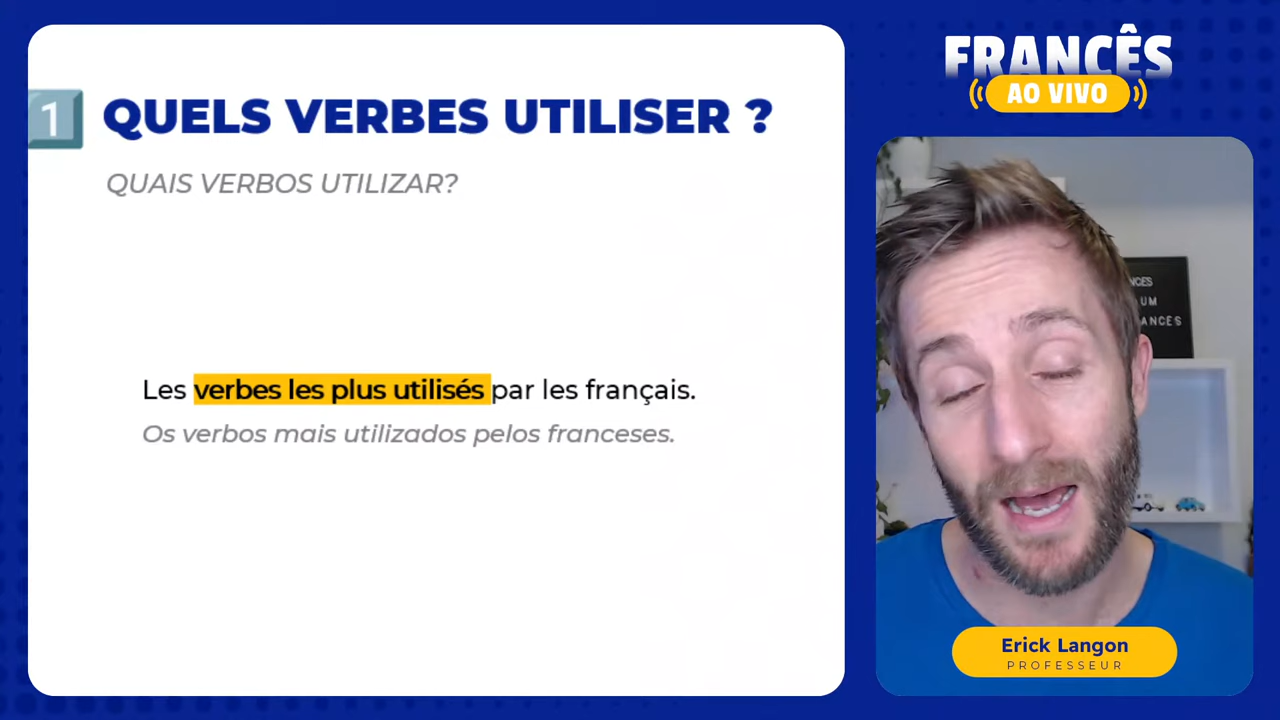 1 QUELS VERBES UTILISER ?
QUAIS VERBOS UTILIZAR?
Les verbes les plus utilisés par les français.
Os verbos mais utilizados pelos franceses.
FRANCÊS
AO VIVO
UM
Erick Langon
PROFESSEUR